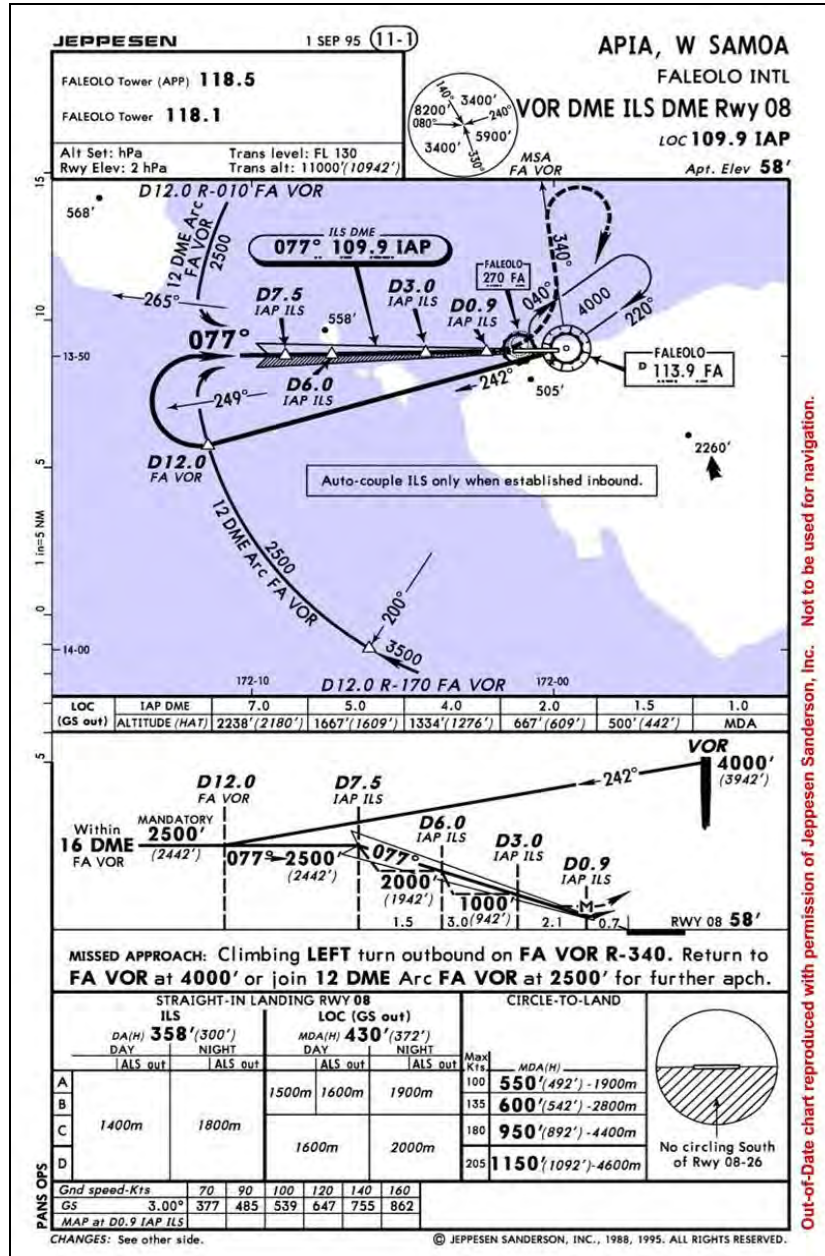 JEPPESEN 1 SEP 95 11-1
APIA, W SAMOA
FALEOLO INTL
VOR DME ILS DME Rwy 08
LOC 109.9 IAP
Apt. Elev 58'
FALEOLO Tower (APP) 118.5
FALEOLO Tower 118.1
Alt Set: hPa Trans level: FL 130
Rwy Elev: 2 hPa Trans alt: 11000'(10942')
140°
3400'
8200'
240°
080°
5900'
3400'
330°
MSA
FA VOR
15
D12.0 R-010 FA VOR
568'
12 DME Arc
FA VOR
2500
ILS DME
077° 109.9 IAP
340°
FALEOLO
270 FA
040°
4000
220°
265°
D7.5
IAP ILS
D3.0
IAP ILS
D0.9
IAP ILS
10
558'
077°
13-50
FALEOLO
D 113.9 FA
D6.0
IAP ILS
242°
505'
249°
D12.0
FA VOR
5
2260'
Auto-couple ILS only when established inbound.
1 in=5 NM
2500
12 DME Arc FA VOR
200°
0
3500
14-00
172-10
172-00
D12.0 R-170 FA VOR
LOC IAP DME 7.0 5.0 4.0 2.0 1.5 1.0
(GS out) ALTITUDE (HAT) 2238'(2180') 1667'(1609') 1334'(1276') 667'(609') 500'(442') MDA
5
VOR
4000'
(3942')
242°
D12.0
FA VOR
D7.5
IAP ILS
D6.0
IAP ILS
D3.0
IAP ILS
D0.9
IAP ILS
Within
16 DME
FA VOR
MANDATORY
2500'
(2442')
077° 2500'
(2442')
077°
2000'
(1942')
1000'
(942')
M
1.5 3.0 2.1 0.7
RWY 08 58'
MISSED APPROACH: Climbing LEFT turn outbound on FA VOR R-340. Return to
FA VOR at 4000' or join 12 DME Arc FA VOR at 2500' for further apch.
STRAIGHT-IN LANDING RWY 08 CIRCLE-TO-LAND
ILS LOC (GS out)
DA(H) 358'(300') MDA(H) 430'(372')
DAY NIGHT DAY NIGHT
ALS out ALS out ALS out ALS out
Max
Kts. MDA(H)
A 1500m 1600m 1900m 100 550'(492')-1900m
B 135 600'(542')-2800m
C 1400m 1800m 1600m 2000m 180 950'(892')-4400m
D 205 1150'(1092')-4600m
No circling South
of Rwy 08-26
Gnd speed-Kts 70 90 100 120 140 160
GS 3.00° 377 485 539 647 755 862
MAP at D0.9 IAP ILS
PANS OPS
CHANGES: See other side. © JEPPESEN SANDERSON, INC., 1988, 1995. ALL RIGHTS RESERVED.
Out-of-Date chart reproduced with permission of Jeppesen Sanderson, Inc. Not to be used for navigation.